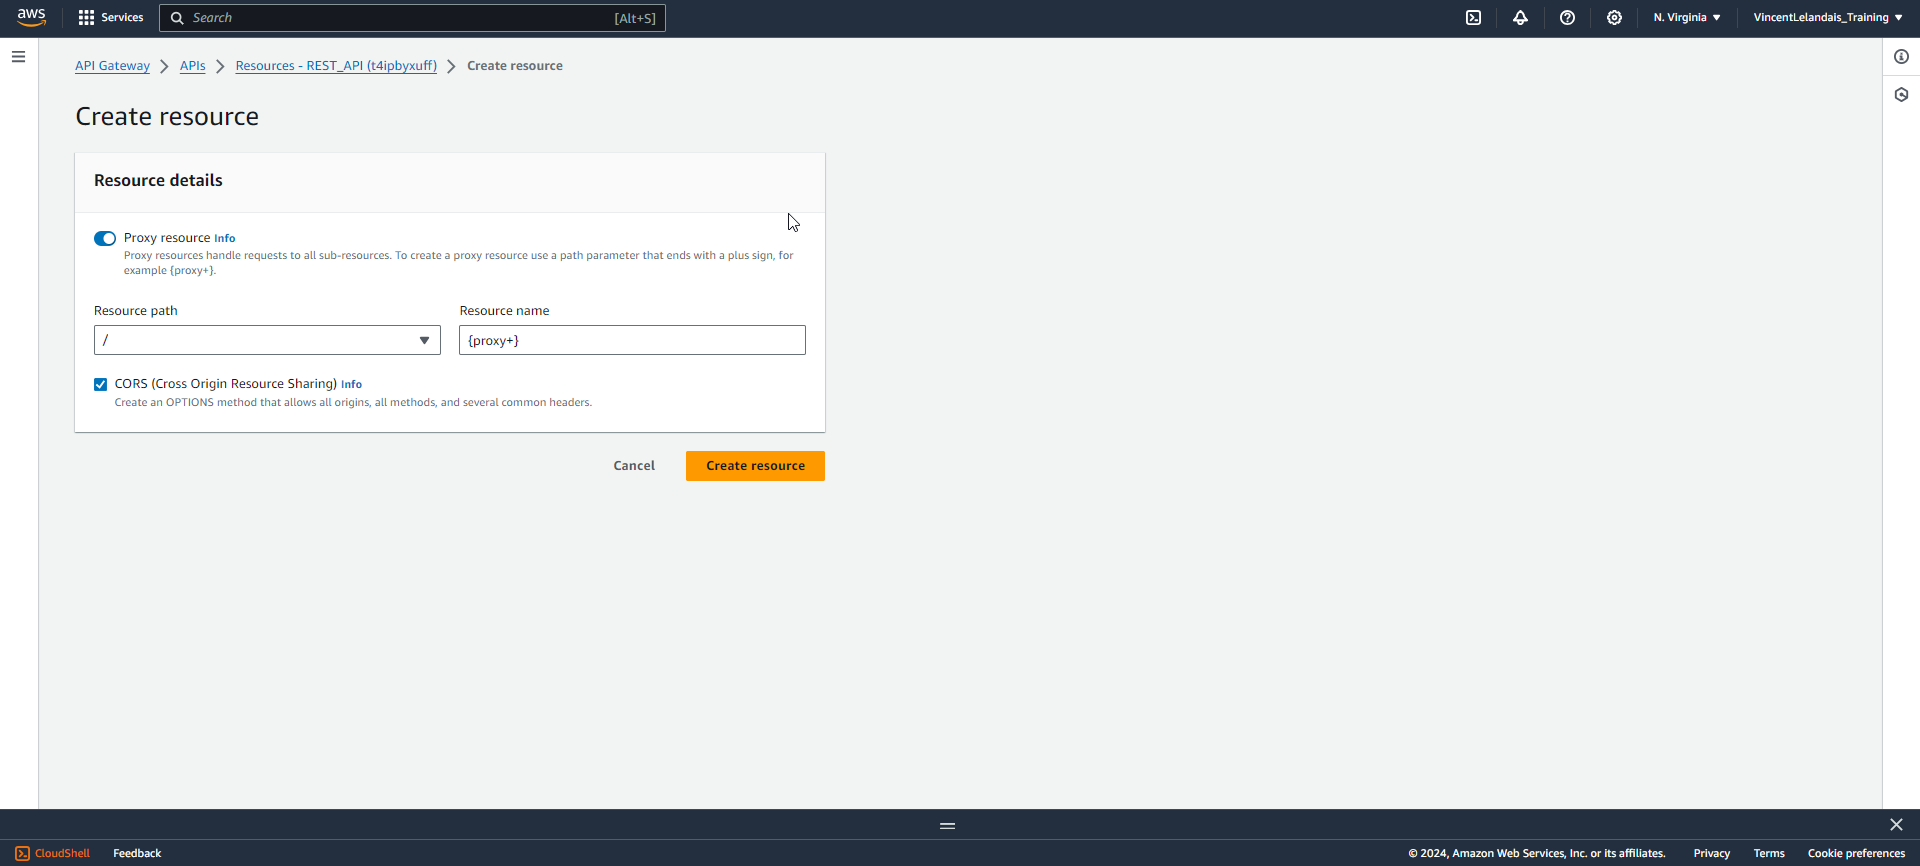 aws Services Search [Alt+S] N. Virginia VincentLelandais_Training
API Gateway APIs Resources - REST_API (t4ipbyxuff) Create resource
Create resource
Resource details
Proxy resource Info
Proxy resources handle requests to all sub-resources. To create a proxy resource use a path parameter that ends with a plus sign, for
example {proxy+}.
Resource path Resource name
/ {proxy+}
CORS (Cross Origin Resource Sharing) Info
Create an OPTIONS method that allows all origins, all methods, and several common headers.
Cancel Create resource
CloudShell Feedback © 2024, Amazon Web Services, Inc. or its affiliates. Privacy Terms Cookie preferences